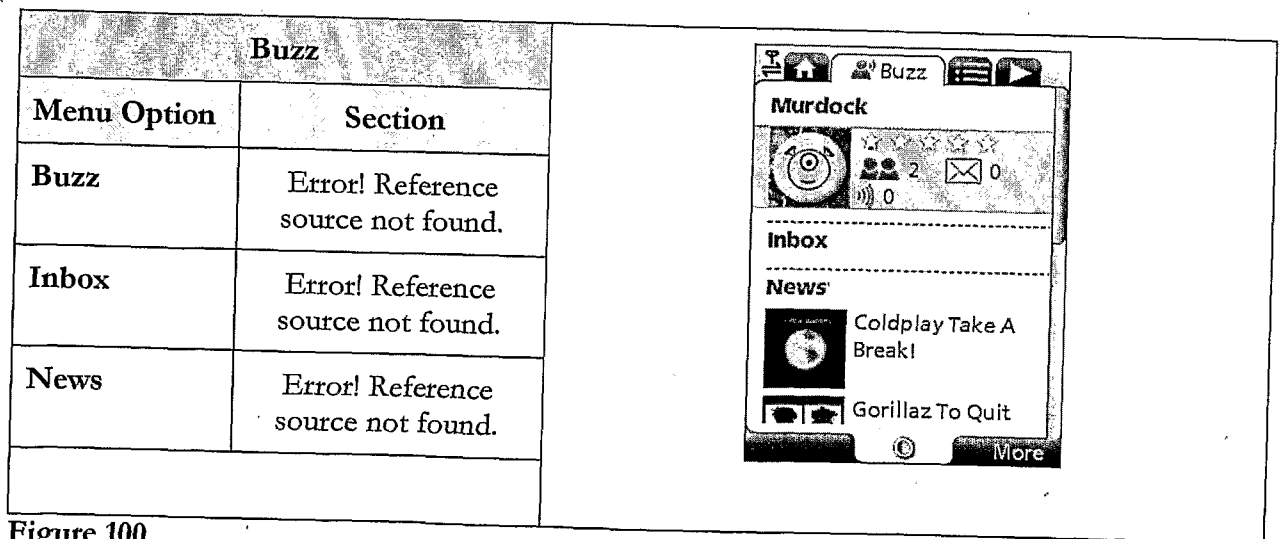 Buzz
Menu Option Section
Buzz Error! Reference
source not found.
Inbox Error! Reference
source not found.
News Error! Reference
source not found.
Buzz
Murdock
2 0
0
Inbox
News
Coldplay Take A
Break!
Gorillaz To Quit
More
Figure 100